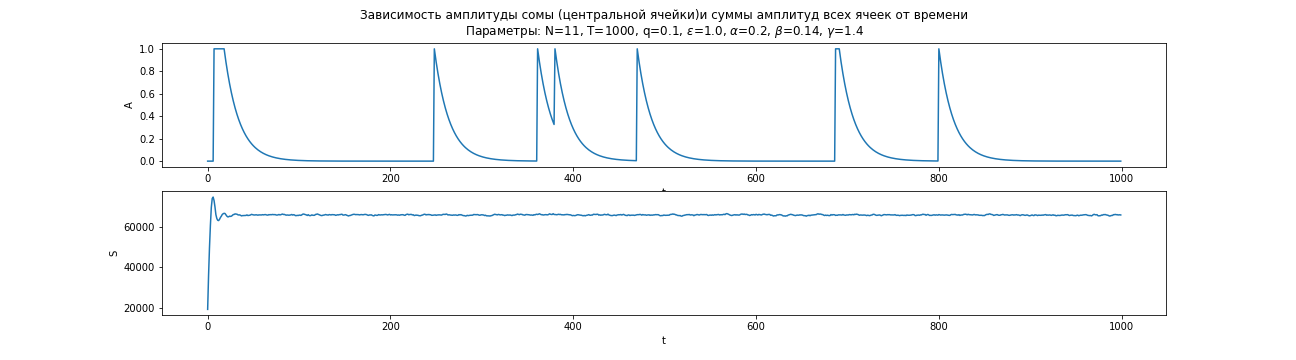 Зависимость амплитуды сомы (центральной ячейки)и суммы амплитуд всех ячеек от времени
Параметры: N=11, T=1000, q=0.1, ε=1.0, α=0.2, β=0.14, γ=1.4
1.0
0.8
0.6
0.4
0.2
0.0
A
0 200 400 600 800 1000
60000
40000
20000
S
0 200 400 600 800 1000
t